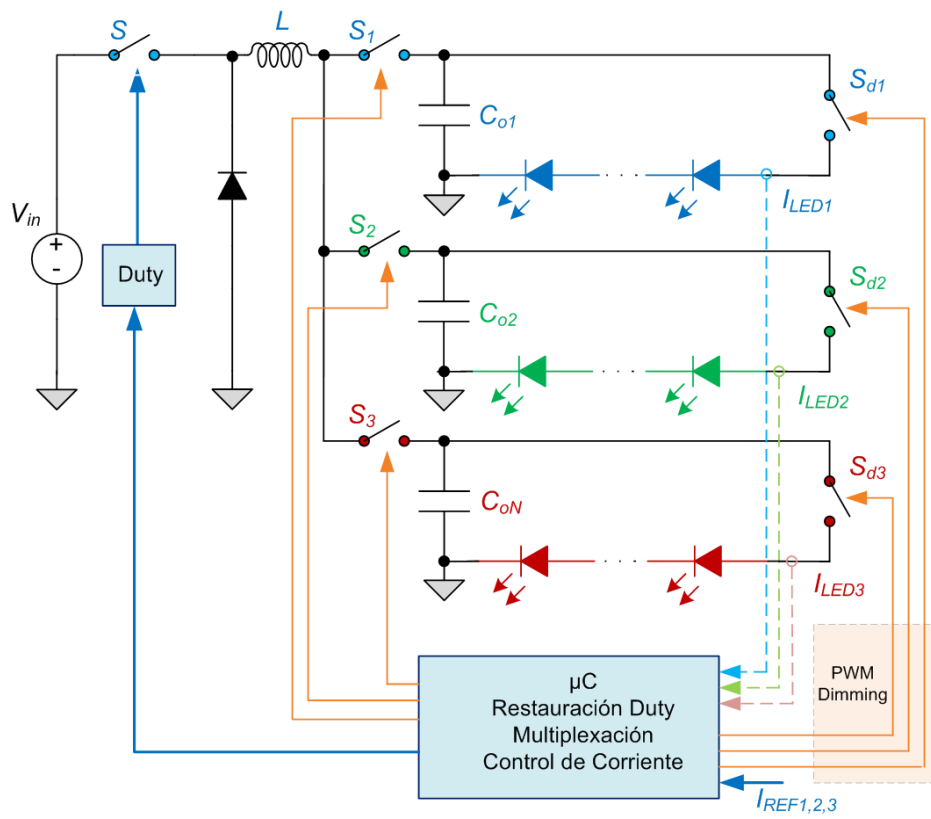 S
L
S1
Sd1
Co1
ILED1
Vin
+
-
Duty
S2
Sd2
Co2
ILED2
S3
Sd3
CoN
ILED3
µC
Restauración Duty
Multiplexación
Control de Corriente
PWM
Dimming
IREF1,2,3